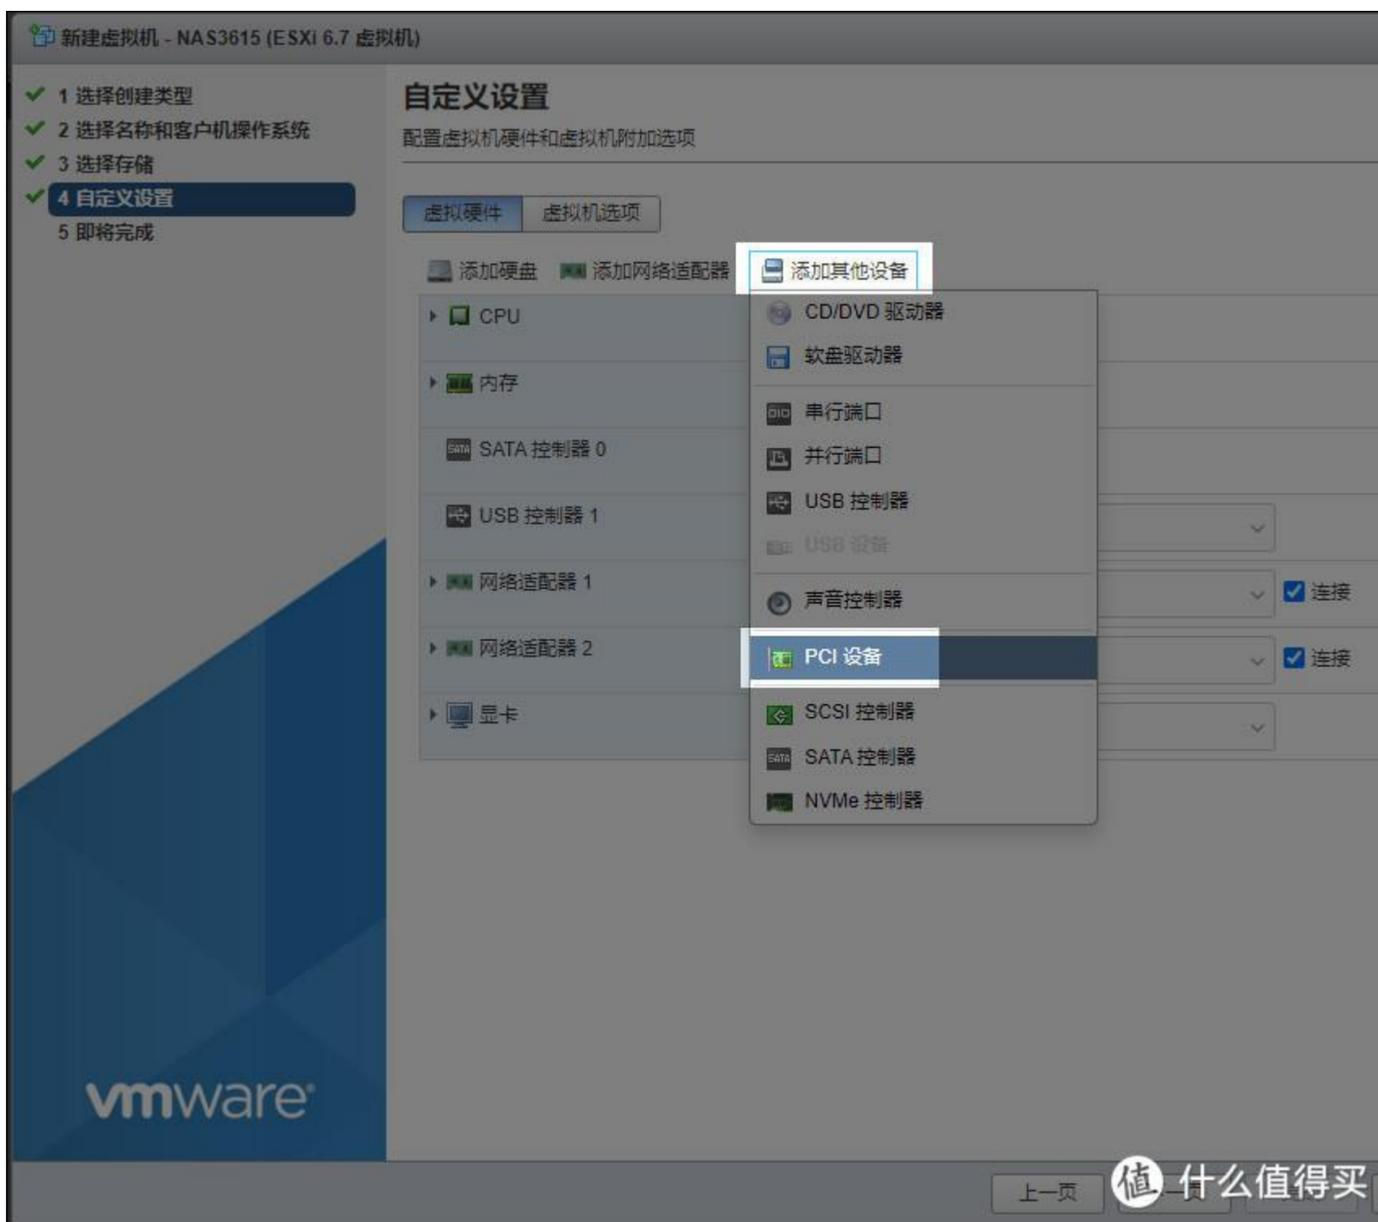 新建虚拟机 - NAS3615 (ESXi 6.7 虚拟机)
1 选择创建类型
2 选择名称和客户机操作系统
3 选择存储
4 自定义设置
5 即将完成
自定义设置
配置虚拟机硬件和虚拟机附加选项
虚拟硬件 虚拟机选项
添加硬盘 添加网络适配器 添加其他设备
CPU
内存
SATA 控制器 0
USB 控制器 1
网络适配器 1
连接
网络适配器 2
连接
显卡
CD/DVD 驱动器
软盘驱动器
串行端口
并行端口
USB 控制器
USB 设备
声音控制器
PCI 设备
SCSI 控制器
SATA 控制器
NVMe 控制器
vmware
上一页
值 什么值得买